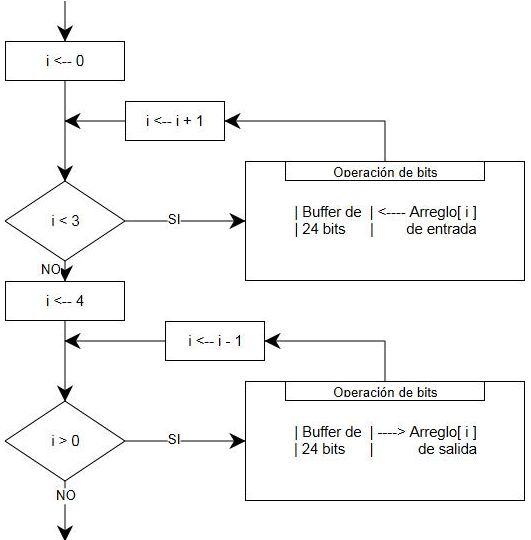 i <-- 0
i <-- i + 1
Operación de bits
| Buffer de | <---- Arreglo[ i ]
| 24 bits | de entrada
i < 3
SI
NO
i <-- 4
i <-- i - 1
Operación de bits
| Buffer de | ----> Arreglo[ i ]
| 24 bits | de salida
i > 0
SI
NO